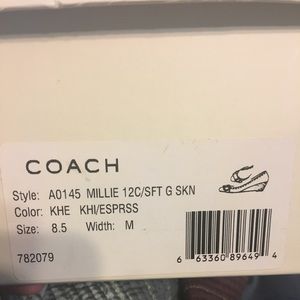 COACH
Style: A0145 MILLIE 12C/SFT G SKN
Color: KHE KHI/ESPRSS
Size: 8.5 Width: M
782079
6 63360 89649 4